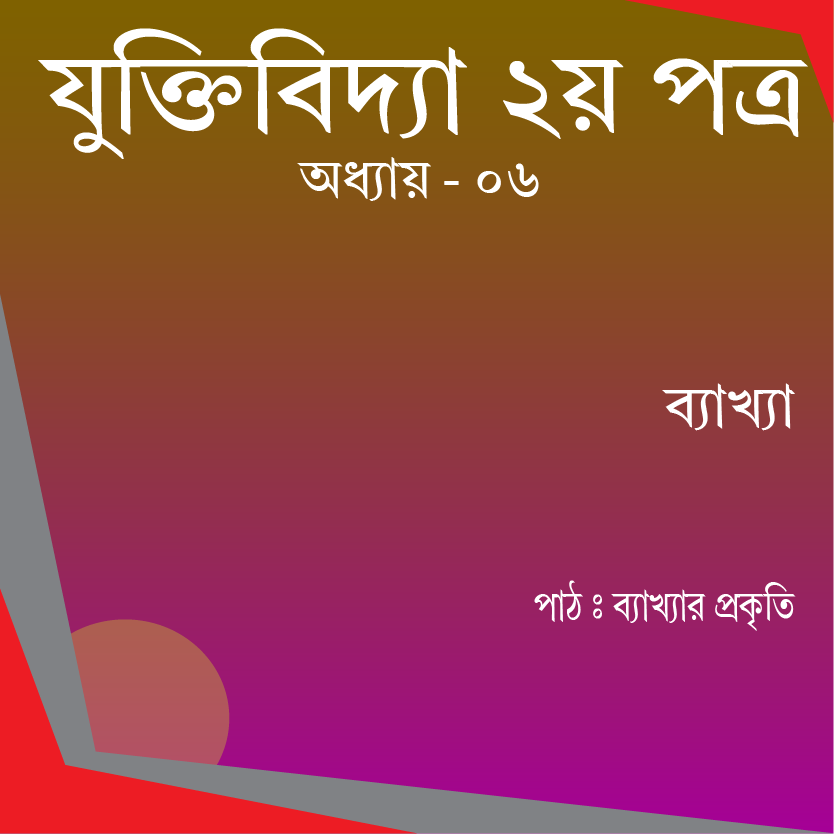 যুক্তিবিদ্যা ২য় পত্র
অধ্যায় - ০৬
ব্যাখ্যা
পাঠ ঃ ব্যাখ্যার প্রকৃতি